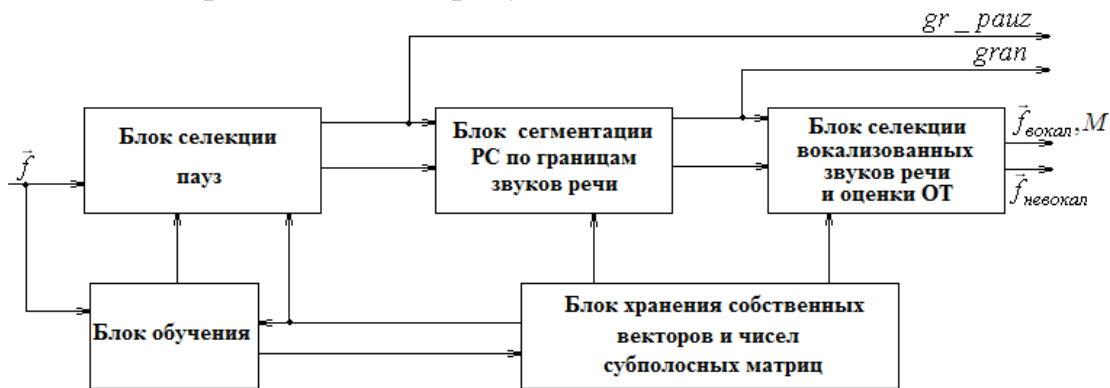 gr _ pauz
gran
f⃗
Блок селекции
пауз
Блок сегментации
РС по границам
звуков речи
Блок селекции
вокализованных
звуков речи
и оценки ОТ
f⃗вокал, M
f⃗невокал
Блок обучения
Блок хранения собственных
векторов и чисел
субполосных матриц